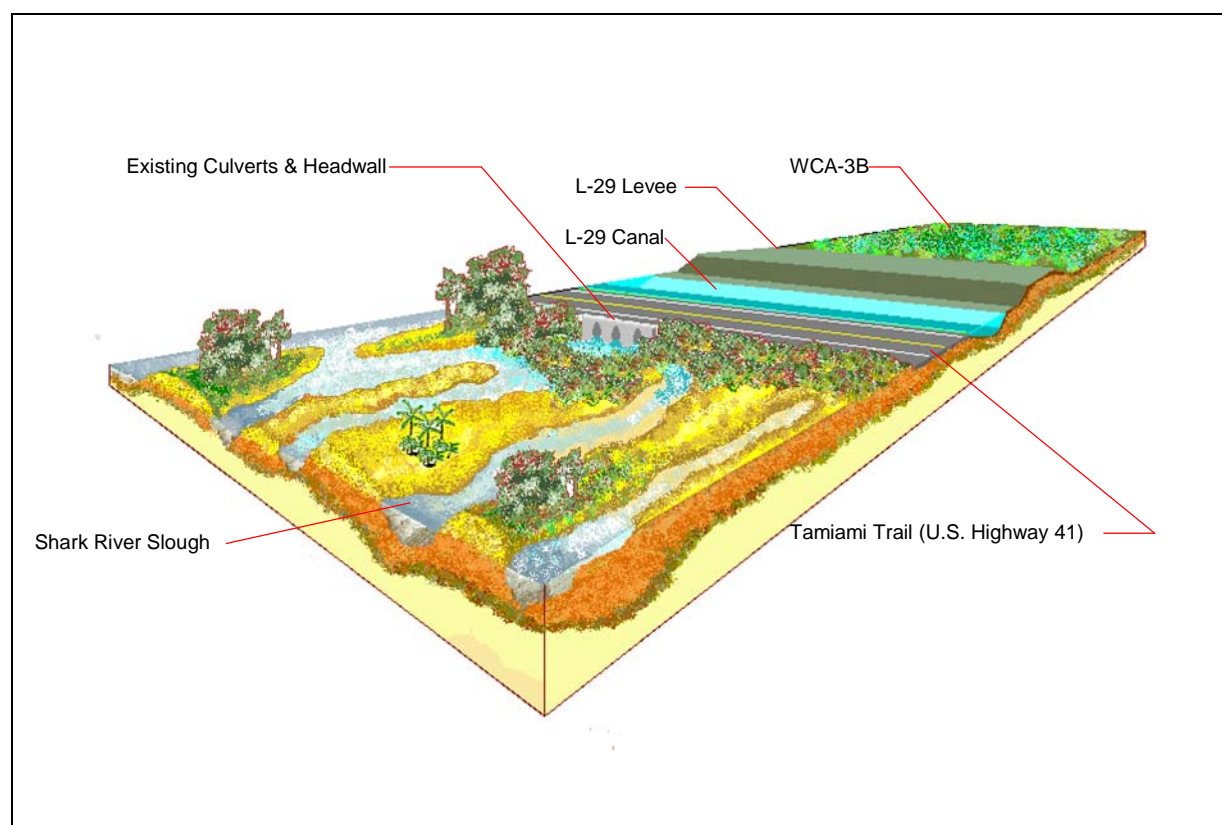 Existing Culverts & Headwall
WCA-3B
L-29 Levee
L-29 Canal
Shark River Slough
Tamiami Trail (U.S. Highway 41)